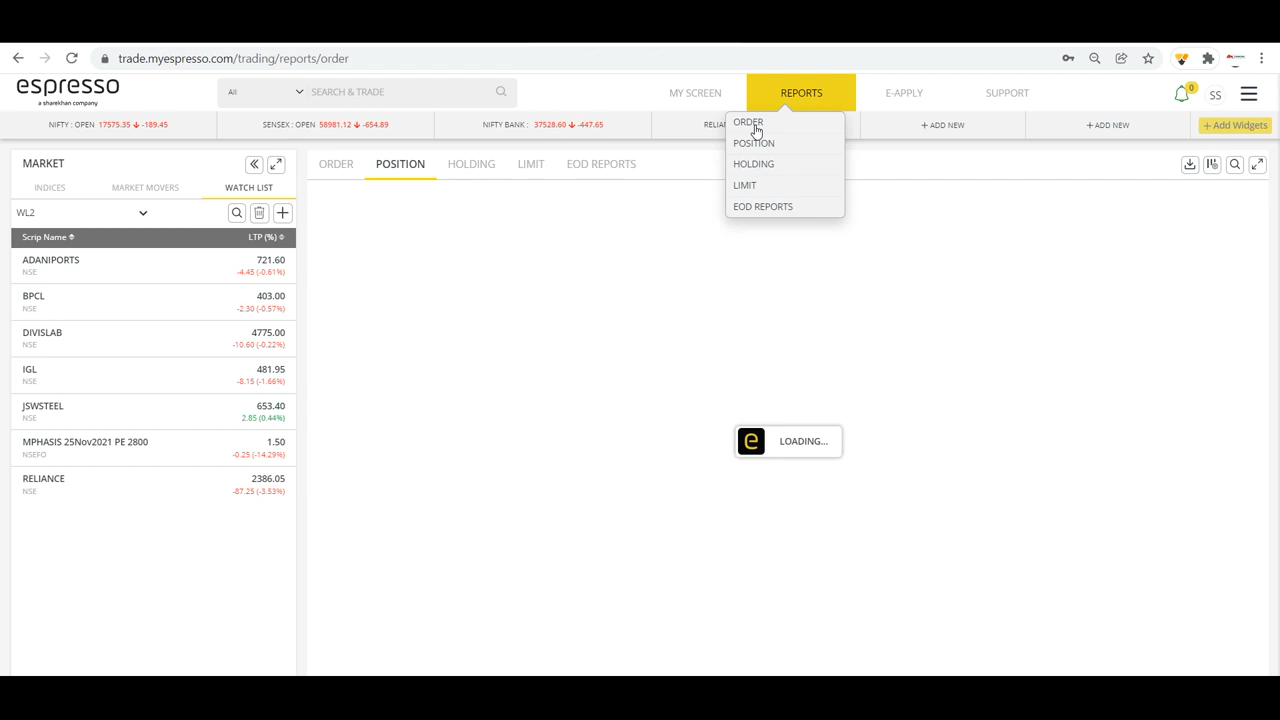 trade.myespresso.com/trading/reports/order
espresso
a sharekhan company
All
SEARCH & TRADE
MY SCREEN
REPORTS
E-APPLY
SUPPORT
0
SS
NIFTY : OPEN 17575.35 -189.45
SENSEX : OPEN 58981.12 -654.89
NIFTY BANK : 37528.60 -447.65
RELIAN
+ ADD NEW
+ ADD NEW
+ Add Widgets
ORDER
POSITION
HOLDING
LIMIT
EOD REPORTS
MARKET
INDICES
MARKET MOVERS
WATCH LIST
WL2
Scrip Name
LTP (%)
ADANIPORTS 721.60
NSE -4.45 (-0.61%)
BPCL 403.00
NSE -2.30 (-0.57%)
DIVISLAB 4775.00
NSE -10.60 (-0.22%)
IGL 481.95
NSE -8.15 (-1.66%)
JSWSTEEL 653.40
NSE 2.85 (0.44%)
MPHASIS 25Nov2021 PE 2800 1.50
NSEFO -0.25 (-14.29%)
RELIANCE 2386.05
NSE -87.25 (-3.53%)
ORDER
POSITION
HOLDING
LIMIT
EOD REPORTS
e LOADING...